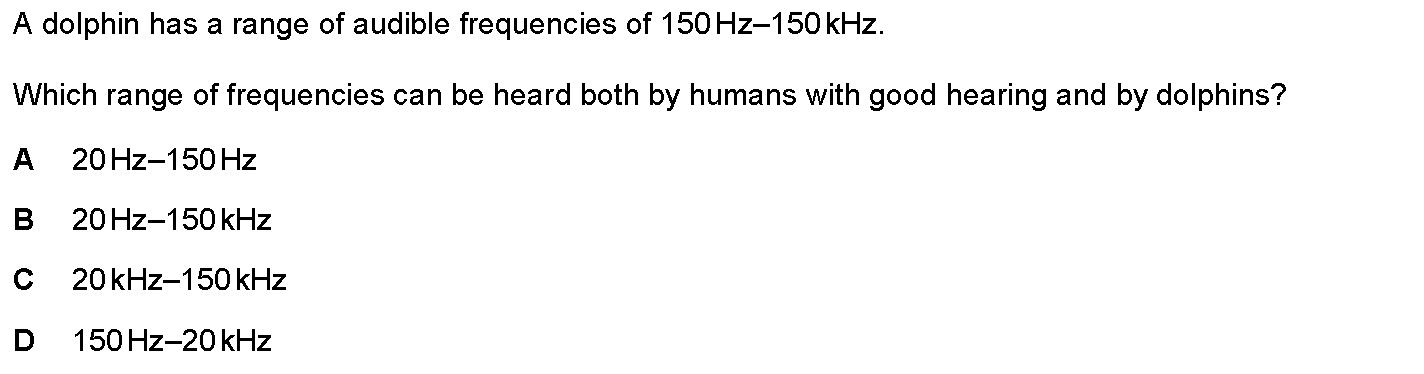 A dolphin has a range of audible frequencies of 150 Hz–150 kHz.
Which range of frequencies can be heard both by humans with good hearing and by dolphins?
A 20 Hz–150 Hz
B 20 Hz–150 kHz
C 20 kHz–150 kHz
D 150 Hz–20 kHz